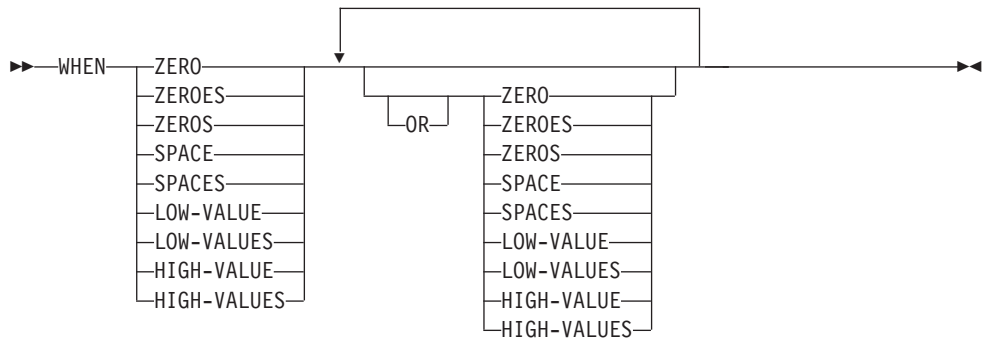 WHEN ZERO
ZERO
ZEROES
OR
ZEROES
ZEROS
ZEROS
SPACE
SPACE
SPACES
SPACES
LOW-VALUE
LOW-VALUE
LOW-VALUES
LOW-VALUES
HIGH-VALUE
HIGH-VALUE
HIGH-VALUES
HIGH-VALUES